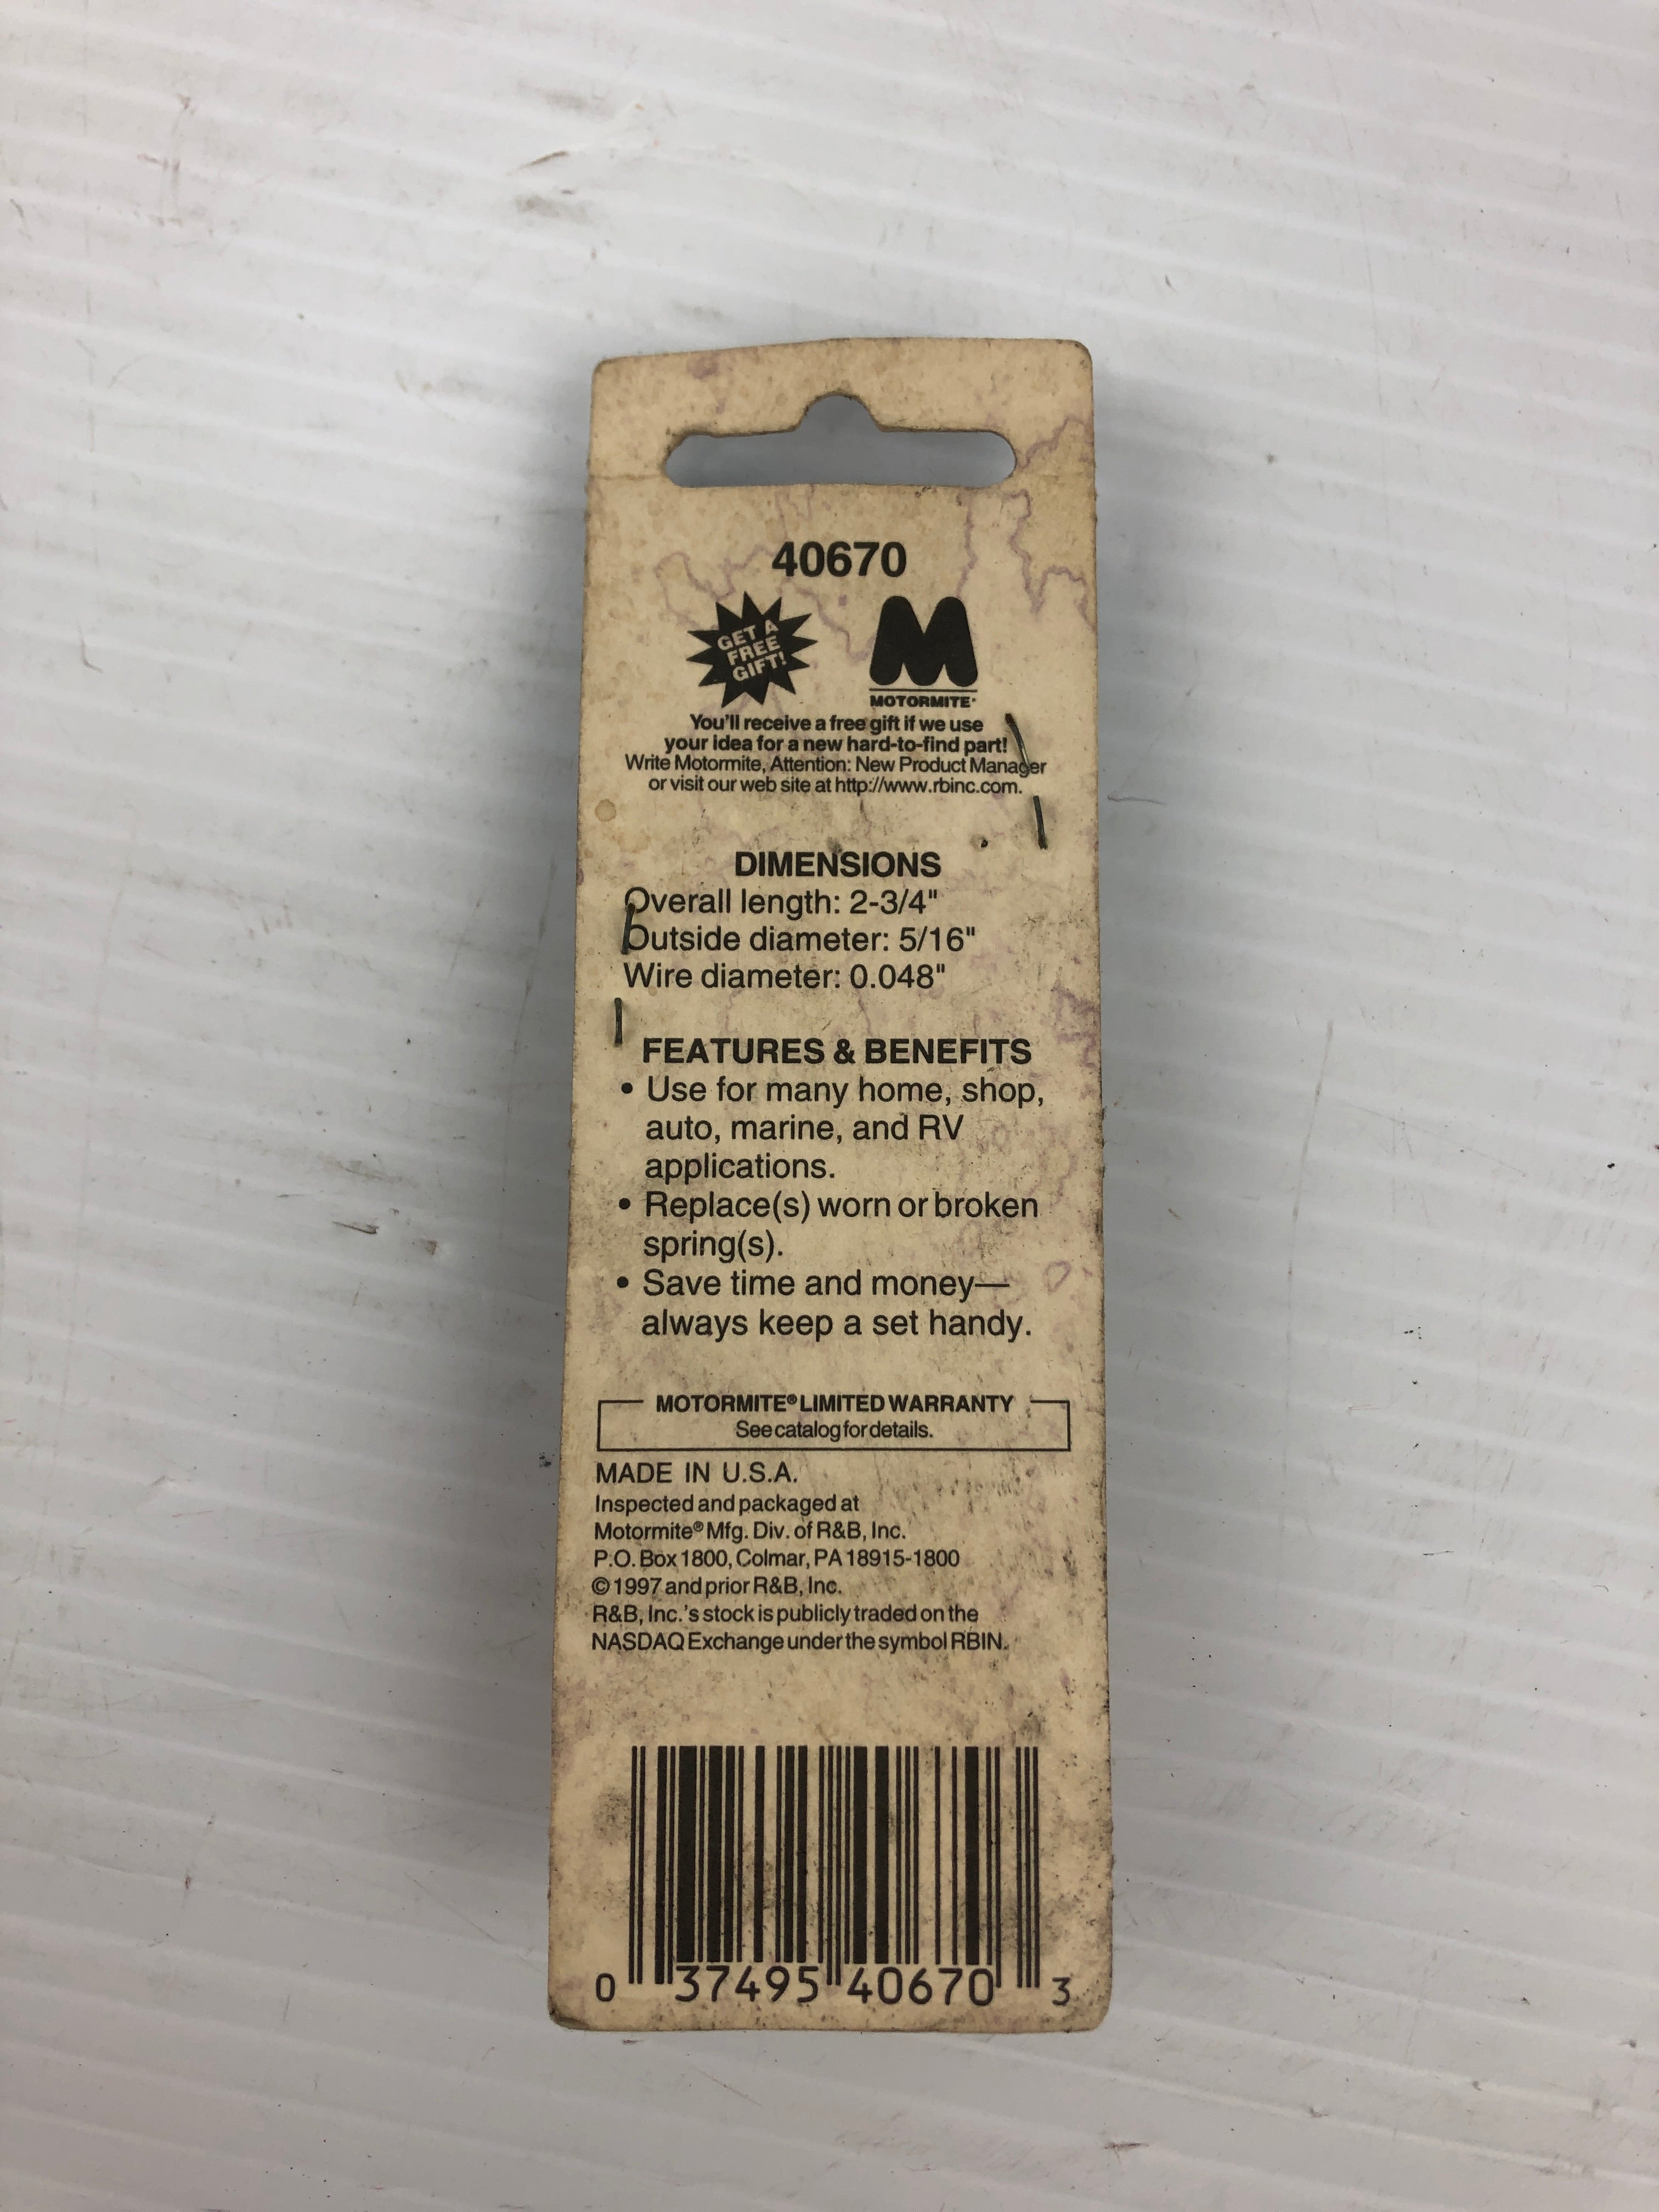 40670
GET A
FREE
GIFT!
MOTORMITE®
You'll receive a free gift if we use
your idea for a new hard-to-find part!
Write Motormite, Attention: New Product Manager
or visit our web site at http://www.rbinc.com.
DIMENSIONS
Overall length: 2-3/4"
Outside diameter: 5/16"
Wire diameter: 0.048"
FEATURES & BENEFITS
• Use for many home, shop,
auto, marine, and RV
applications.
• Replace(s) worn or broken
spring(s).
• Save time and money—
always keep a set handy.
MOTORMITE® LIMITED WARRANTY
See catalog for details.
MADE IN U.S.A.
Inspected and packaged at
Motormite® Mfg. Div. of R&B, Inc.
P.O. Box 1800, Colmar, PA 18915-1800
© 1997 and prior R&B, Inc.
R&B, Inc.'s stock is publicly traded on the
NASDAQ Exchange under the symbol RBIN.
0 37495 40670 3